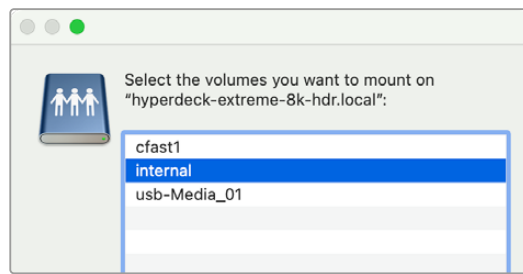 Select the volumes you want to mount on
“hyperdeck-extreme-8k-hdr.local”:
cfast1
internal
usb-Media_01